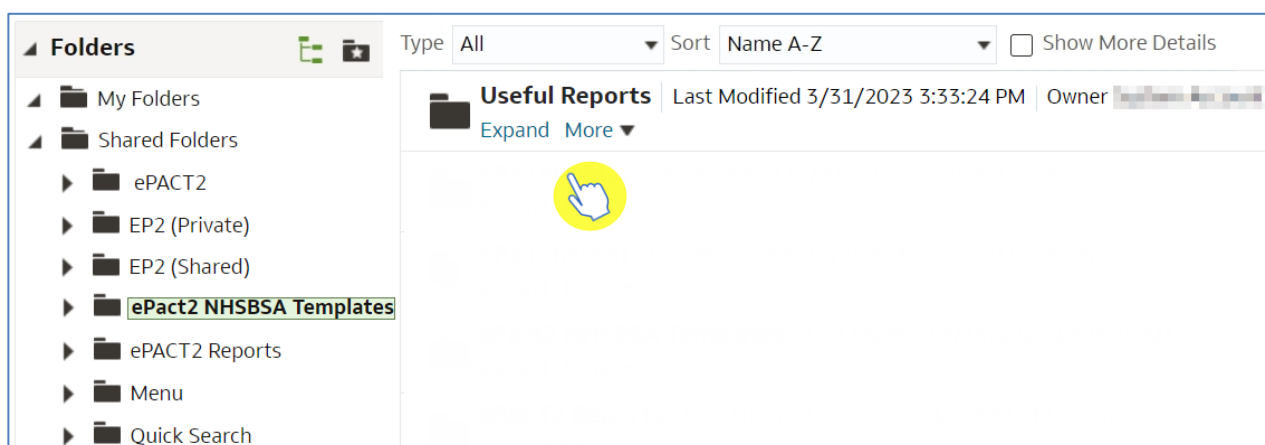 Folders
My Folders
Shared Folders
ePACT2
EP2 (Private)
EP2 (Shared)
ePact2 NHSBSA Templates
ePACT2 Reports
Menu
Quick Search
Type All Sort Name A-Z Show More Details
Useful Reports Last Modified 3/31/2023 3:33:24 PM Owner
Expand More